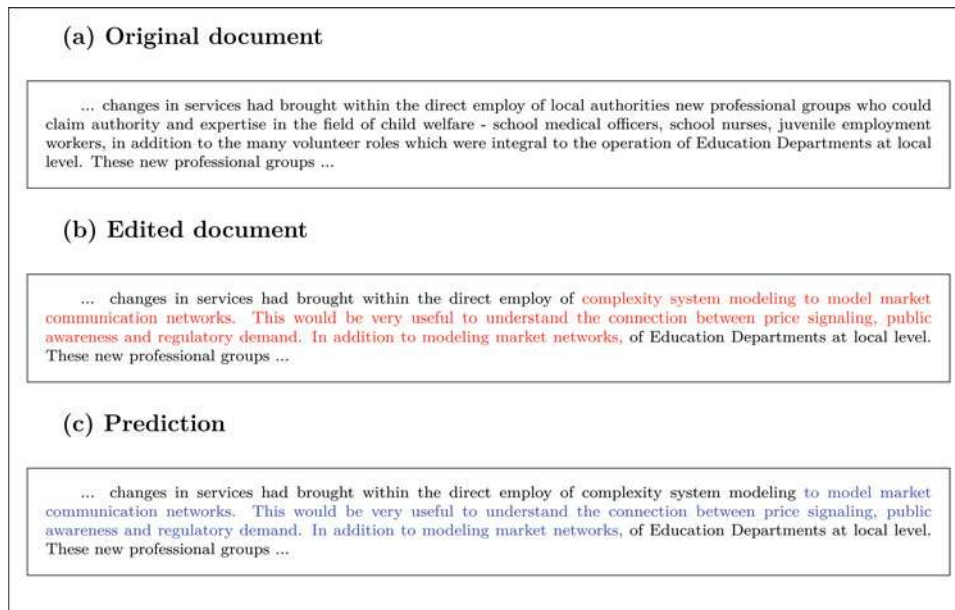 (a) Original document
... changes in services had brought within the direct employ of local authorities new professional groups who could
claim authority and expertise in the field of child welfare - school medical officers, school nurses, juvenile employment
workers, in addition to the many volunteer roles which were integral to the operation of Education Departments at local
level. These new professional groups ...
(b) Edited document
... changes in services had brought within the direct employ of complexity system modeling to model market
communication networks. This would be very useful to understand the connection between price signaling, public
awareness and regulatory demand. In addition to modeling market networks, of Education Departments at local level.
These new professional groups ...
(c) Prediction
... changes in services had brought within the direct employ of complexity system modeling to model market
communication networks. This would be very useful to understand the connection between price signaling, public
awareness and regulatory demand. In addition to modeling market networks, of Education Departments at local level.
These new professional groups ...